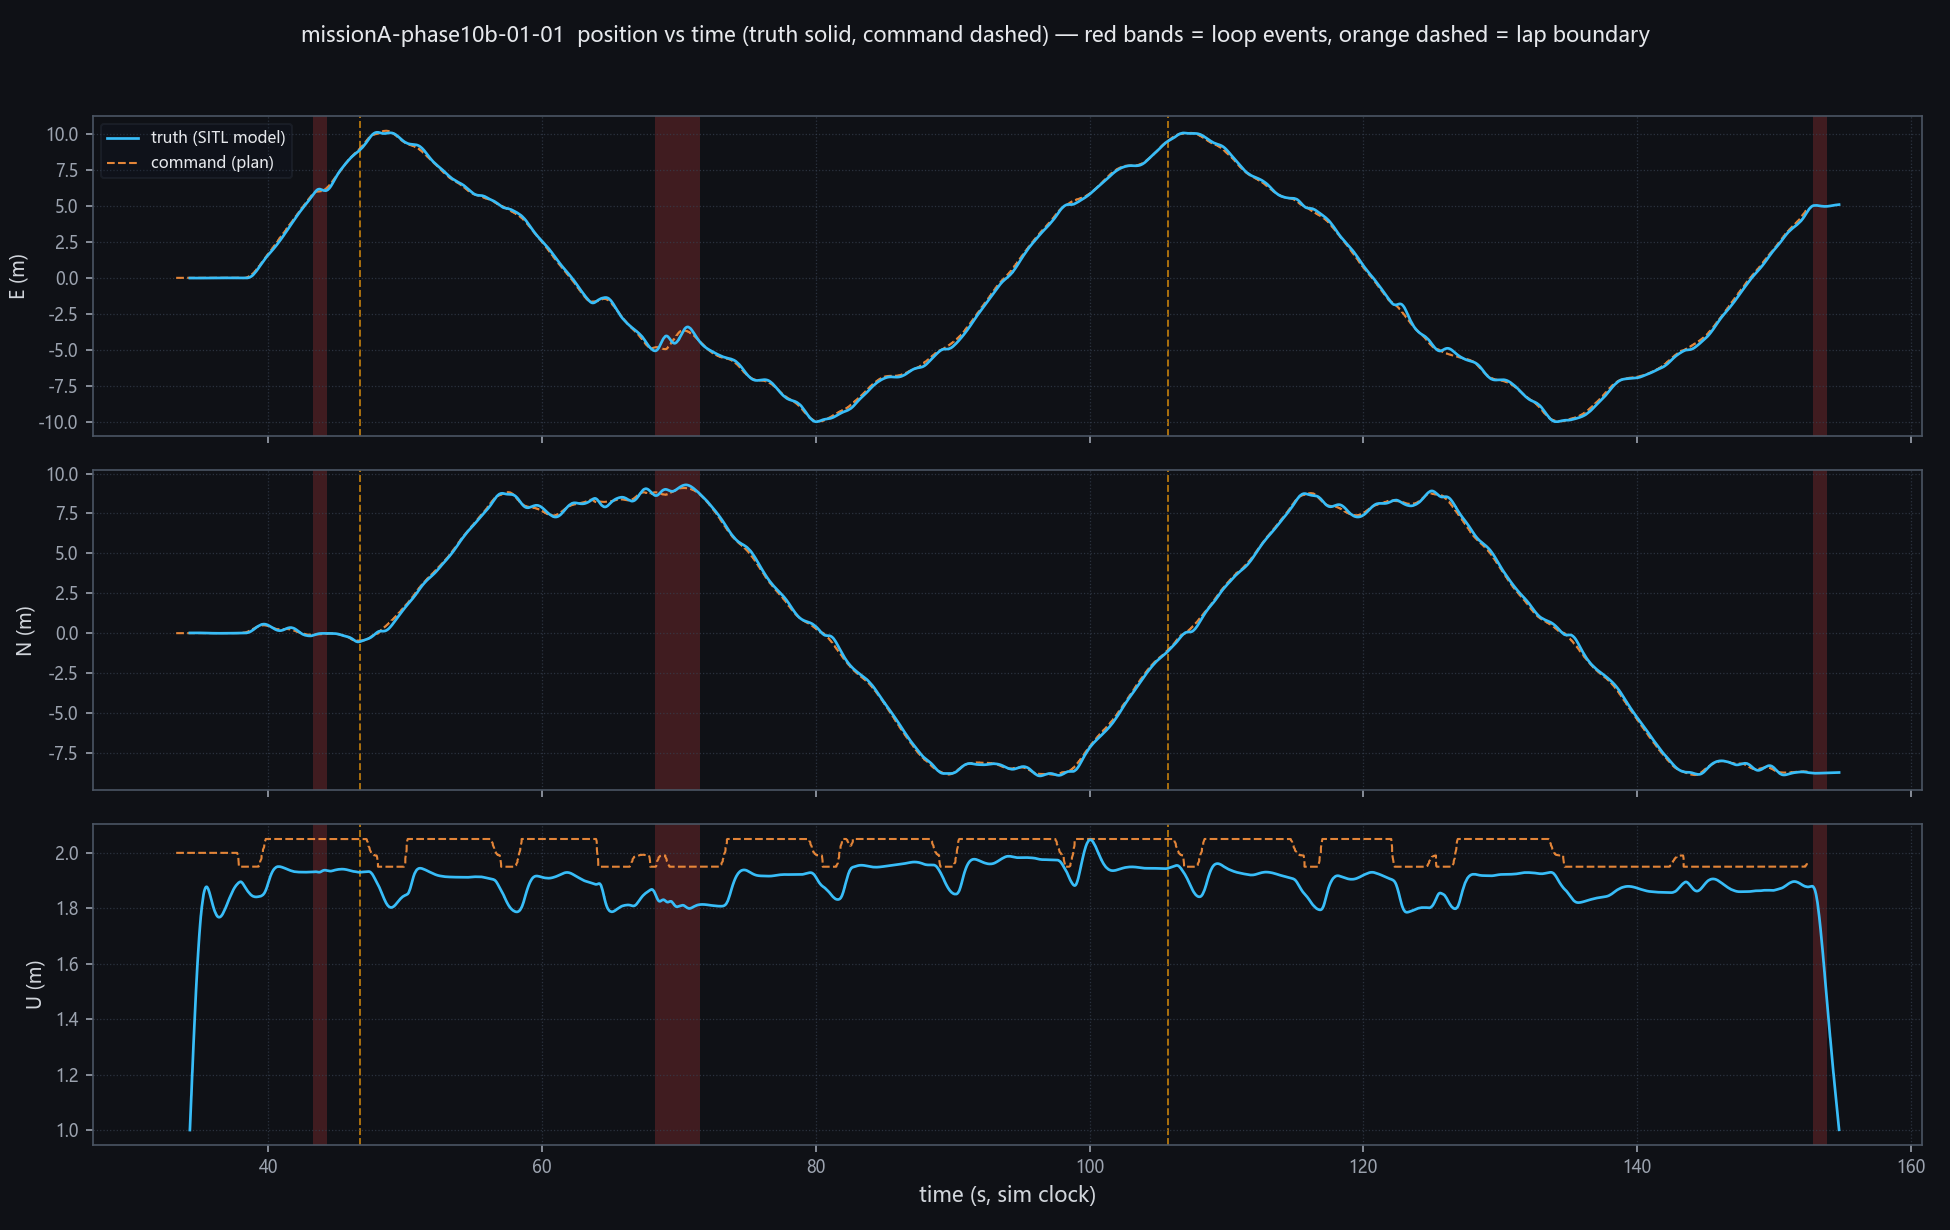 missionA-phase10b-01-01  position vs time (truth solid, command dashed) — red bands = loop events, orange dashed = lap boundary
truth (SITL model)
command (plan)
E (m)
10.0
7.5
5.0
2.5
0.0
-2.5
-5.0
-7.5
-10.0
N (m)
10.0
7.5
5.0
2.5
0.0
-2.5
-5.0
-7.5
U (m)
2.0
1.8
1.6
1.4
1.2
1.0
40 60 80 100 120 140 160
time (s, sim clock)